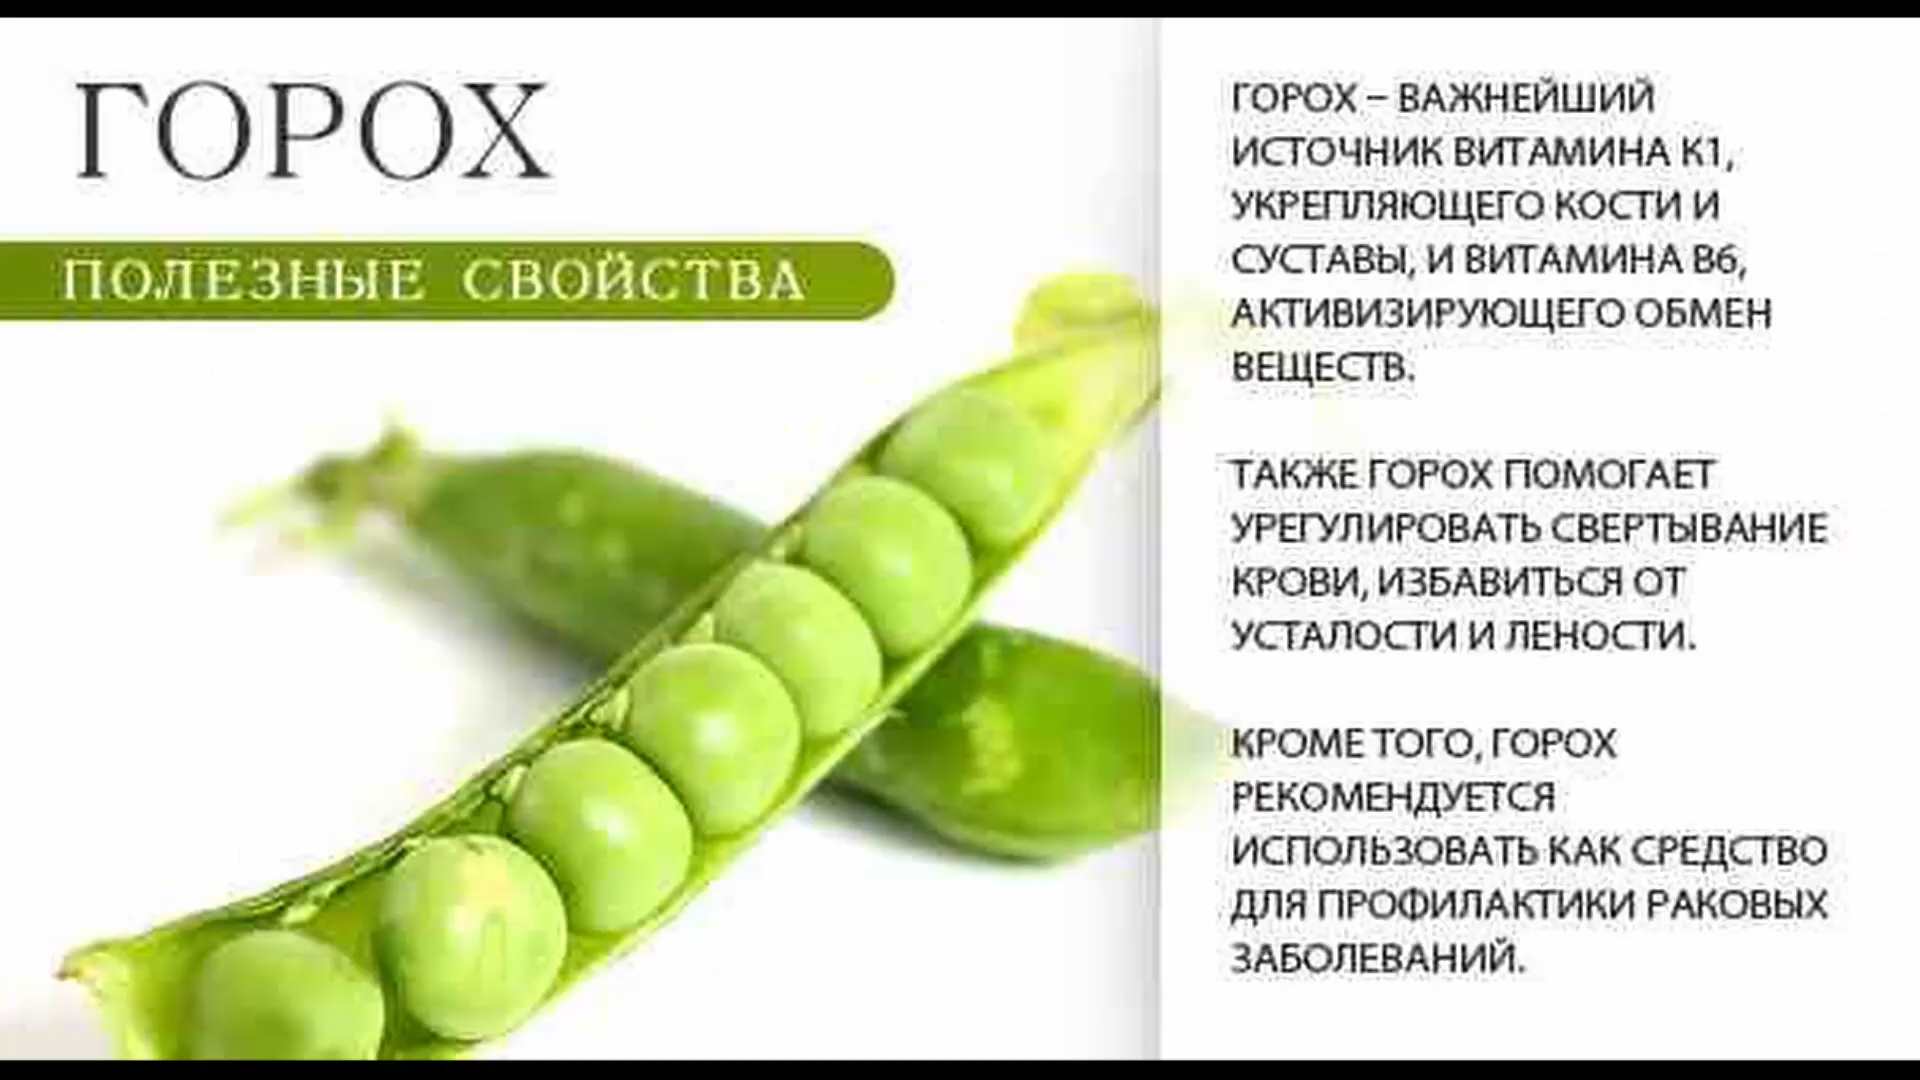 ГОРОХ
ПОЛЕЗНЫЕ СВОЙСТВА
ГОРОХ – ВАЖНЕЙШИЙ
ИСТОЧНИК ВИТАМИНА К1,
УКРЕПЛЯЮЩЕГО КОСТИ И
СУСТАВЫ, И ВИТАМИНА В6,
АКТИВИЗИРУЮЩЕГО ОБМЕН
ВЕЩЕСТВ.
ТАКЖЕ ГОРОХ ПОМОГАЕТ
УРЕГУЛИРОВАТЬ СВЕРТЫВАНИЕ
КРОВИ, ИЗБАВИТЬСЯ ОТ
УСТАЛОСТИ И ЛЕНОСТИ.
КРОМЕ ТОГО, ГОРОХ
РЕКОМЕНДУЕТСЯ
ИСПОЛЬЗОВАТЬ КАК СРЕДСТВО
ДЛЯ ПРОФИЛАКТИКИ РАКОВЫХ
ЗАБОЛЕВАНИЙ.